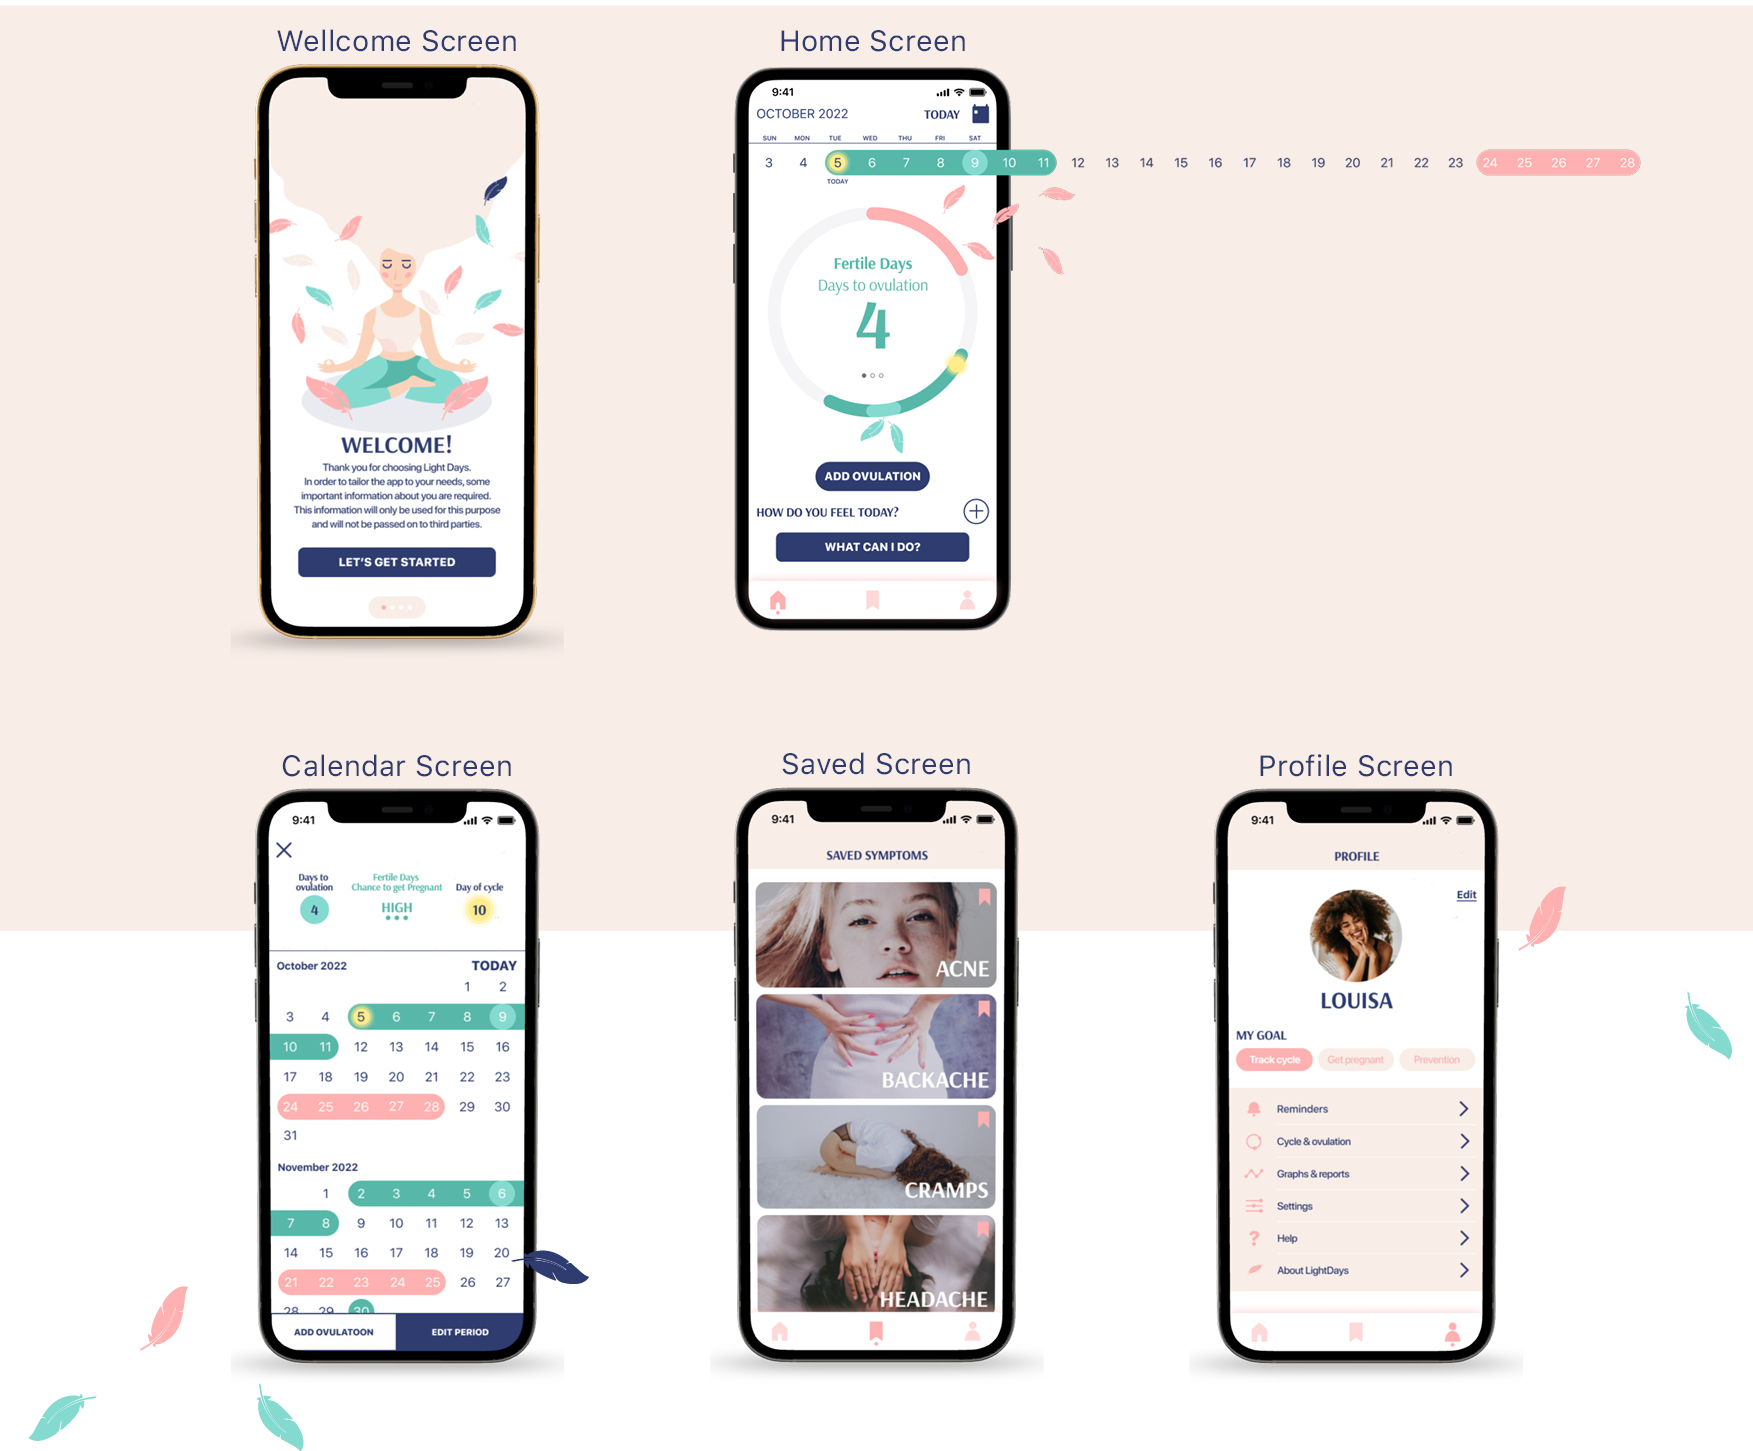 Wellcome Screen
WELCOME!
Thank you for choosing Light Days.
In order to tailor the app to your needs, some
important information about you are required.
This information will only be used for this purpose
and will not be passed on to third parties.
LET'S GET STARTED
Home Screen
9:41
OCTOBER 2022 TODAY
SUN MON TUE WED THU FRI SAT
3 4 5 6 7 8 9 10 11 12 13 14 15 16 17 18 19 20 21 22 23 24 25 26 27 28
TODAY
Fertile Days
Days to ovulation
4
ADD OVULATION
HOW DO YOU FEEL TODAY?
WHAT CAN I DO?
Calendar Screen
9:41
Days to
ovulation
4
Fertile Days
Chance to get Pregnant
HIGH
Day of cycle
10
October 2022 TODAY
1 2
3 4 5 6 7 8 9
10 11 12 13 14 15 16
17 18 19 20 21 22 23
24 25 26 27 28 29 30
31
November 2022
1 2 3 4 5 6
7 8 9 10 11 12 13
14 15 16 17 18 19 20
21 22 23 24 25 26 27
28 29 30
ADD OVULATOON EDIT PERIOD
Saved Screen
9:41
SAVED SYMPTOMS
ACNE
BACKACHE
CRAMPS
HEADACHE
Profile Screen
9:41
PROFILE
Edit
LOUISA
MY GOAL
Track cycle Get pregnant Prevention
Reminders
Cycle & ovulation
Graphs & reports
Settings
Help
About LightDays